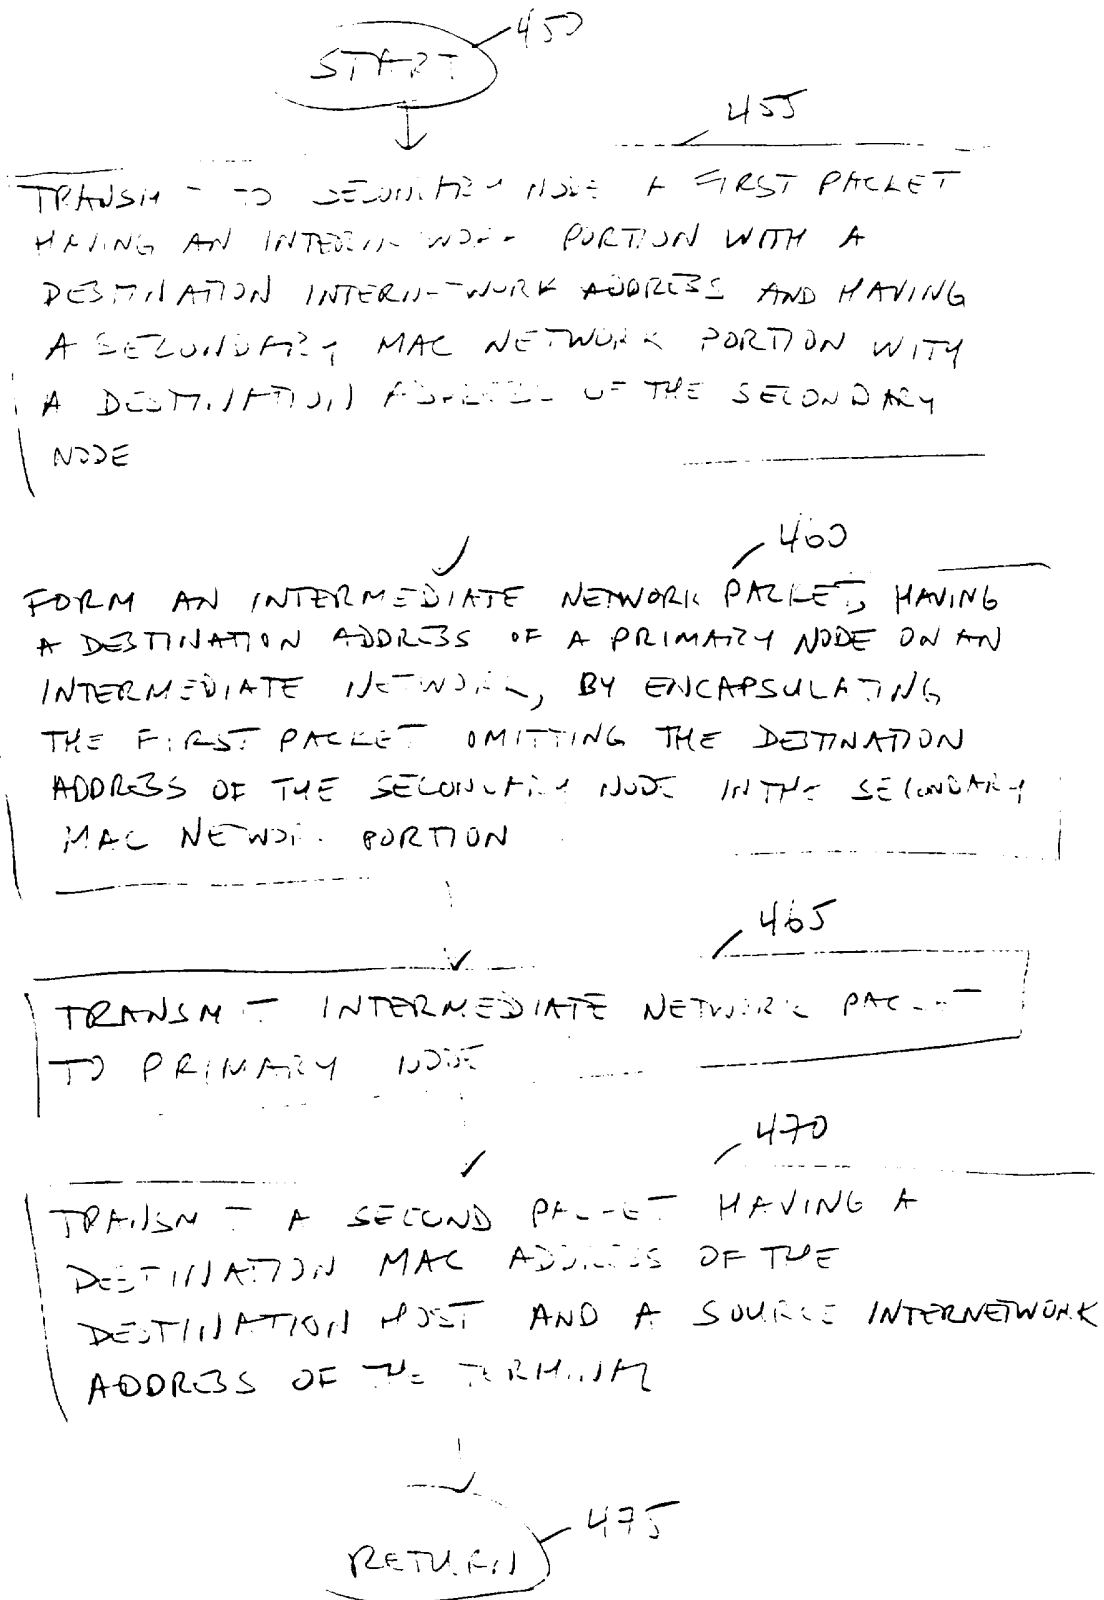 450
START
455
TRANSMIT TO SECONDARY NODE A FIRST PACKET
HAVING AN INTERNETWORK PORTION WITH A
DESTINATION INTERNETWORK ADDRESS AND HAVING
A SECONDARY MAC NETWORK PORTION WITH
A DESTINATION ADDRESS OF THE SECONDARY
NODE
460
FORM AN INTERMEDIATE NETWORK PACKET, HAVING
A DESTINATION ADDRESS OF A PRIMARY NODE ON AN
INTERMEDIATE NETWORK, BY ENCAPSULATING
THE FIRST PACKET OMITTING THE DESTINATION
ADDRESS OF THE SECONDARY NODE IN THE SECONDARY
MAC NETWORK PORTION
465
TRANSMIT INTERMEDIATE NETWORK PACKET
TO PRIMARY NODE
470
TRANSMIT A SECOND PACKET HAVING A
DESTINATION MAC ADDRESS OF THE
DESTINATION HOST AND A SOURCE INTERNETWORK
ADDRESS OF THE TERMINAL
475
RETURN